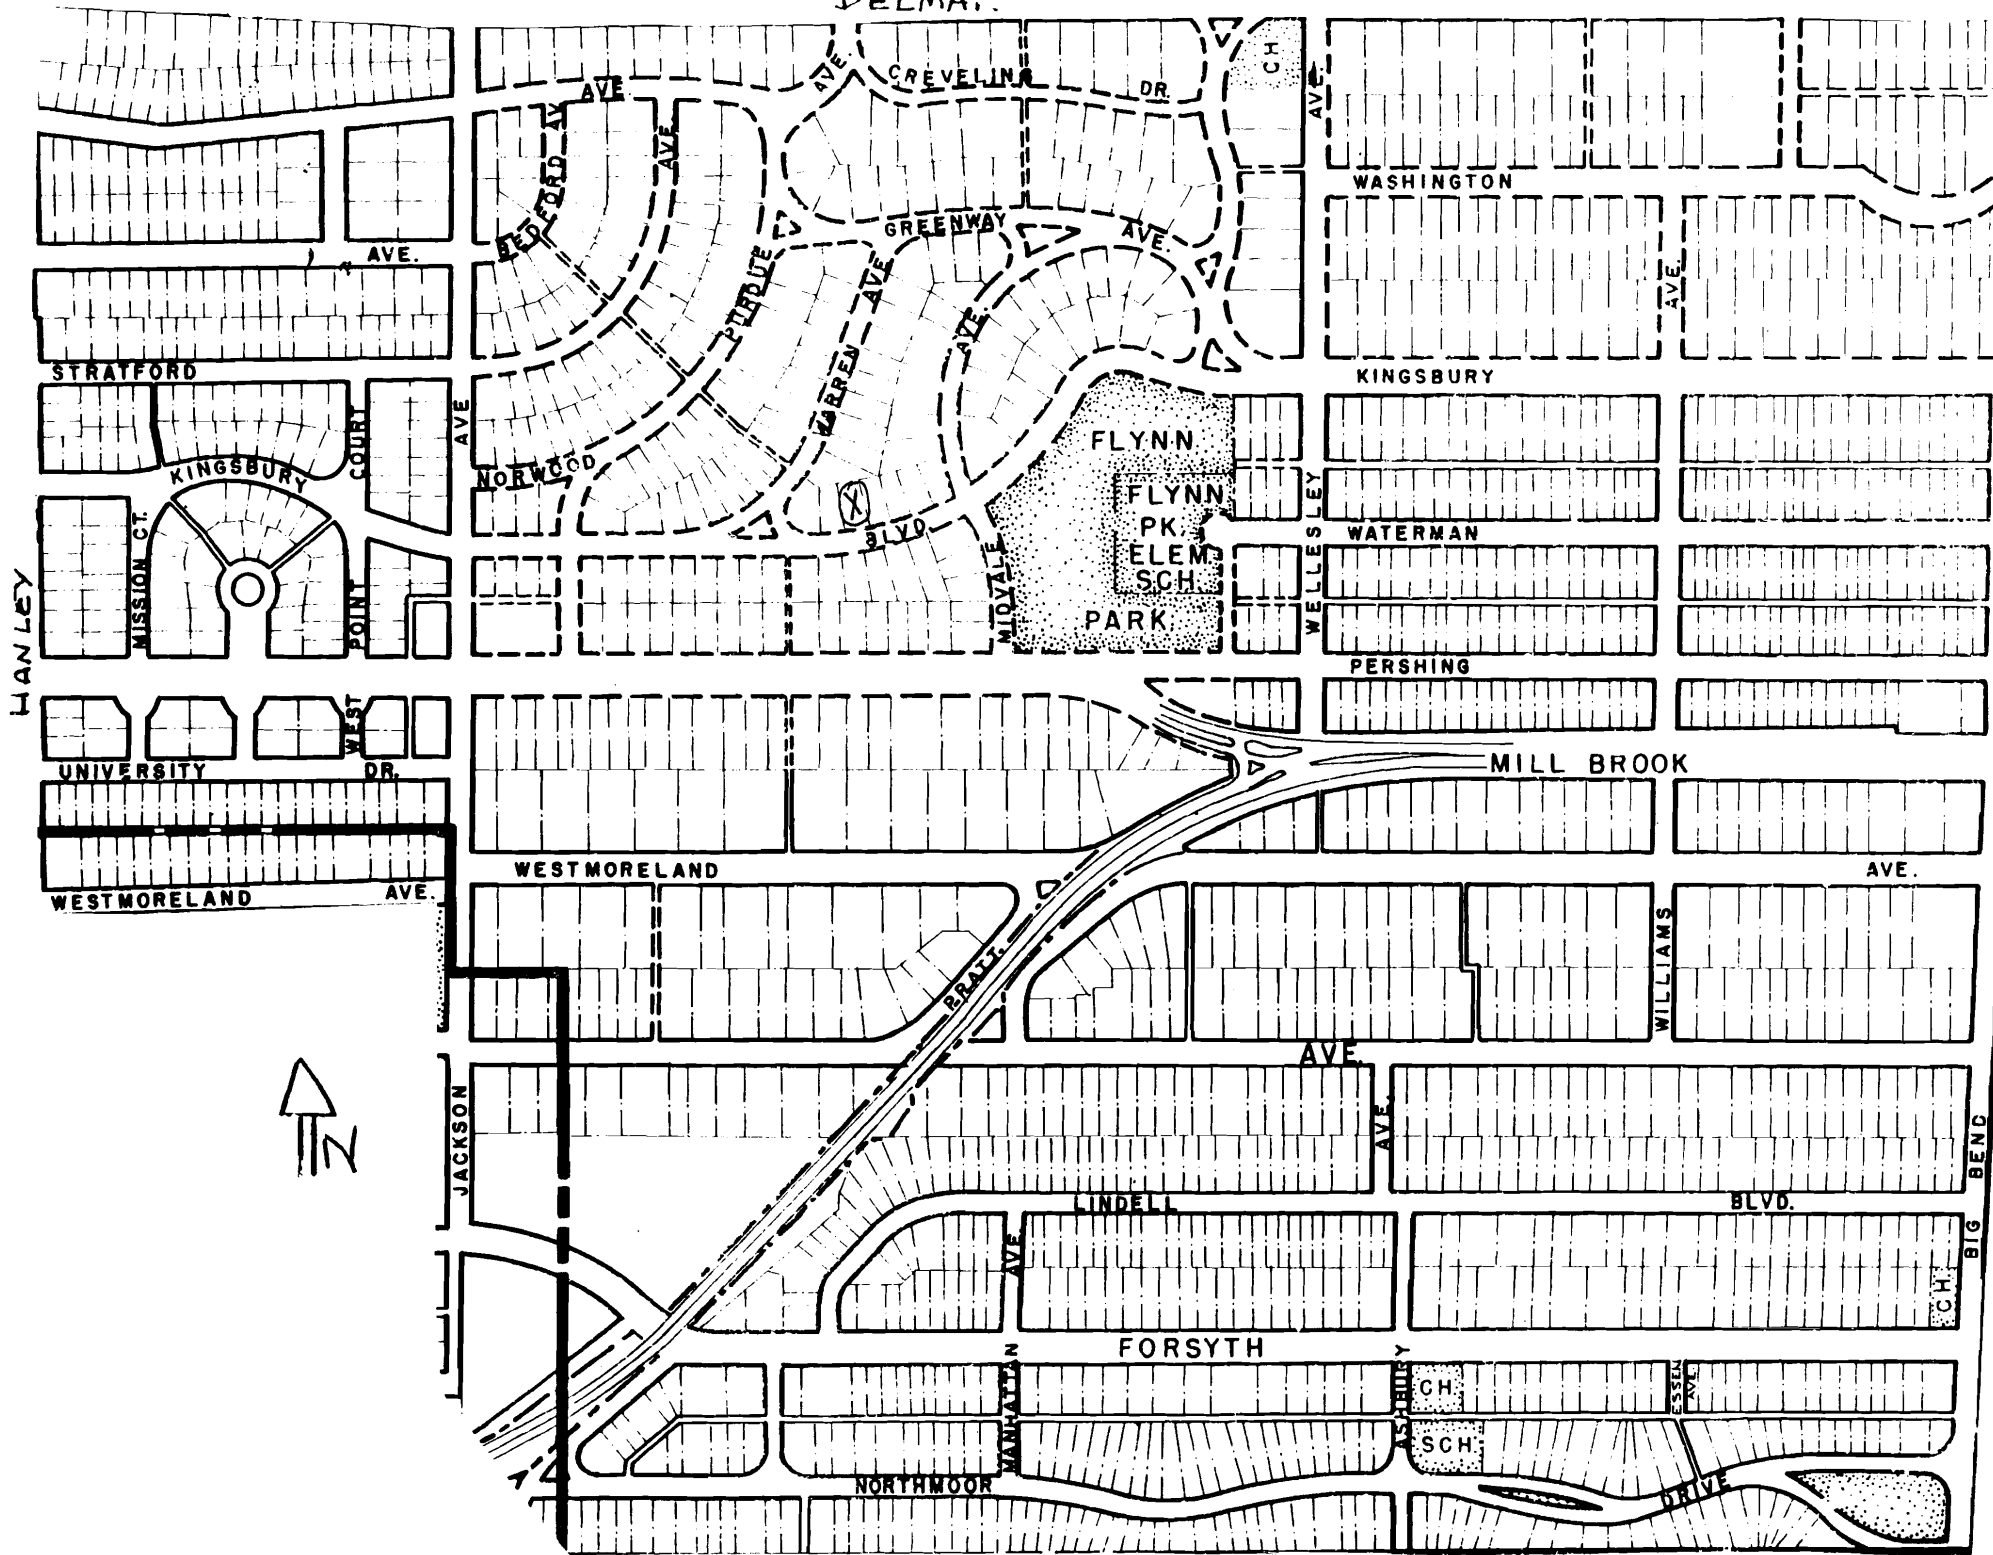 DELMAR
AVE.
CREVELING
DR.
CH
AVE.
AVE
BEDFORD AV
AVE
WASHINGTON
GREENWAY
AVE.
AVE.
PURDUE
WARREN AVE
AVE.
AVE.
STRATFORD
KINGSBURY
AVE
COURT
FLYNN
KINGSBURY
NORWOOD
FLYNN
PK.
ELEM
SCH.
PARK
X
BLVD
WATERMAN
WELLESLEY
MISSION CT.
MIDVALE
HANLEY
POINT
PERSHING
WEST
UNIVERSITY
DR.
MILL BROOK
WESTMORELAND
AVE.
WESTMORELAND
AVE.
WILLIAMS
PRATT.
AVE.
N
JACKSON
AVE.
BIG BEND
LINDELL
BLVD.
AVE
CH
FORSYTH
MANHATTAN
ASHBURY
CH.
ESSEN
AVE.
SCH.
NORTHMOOR
DRIVE